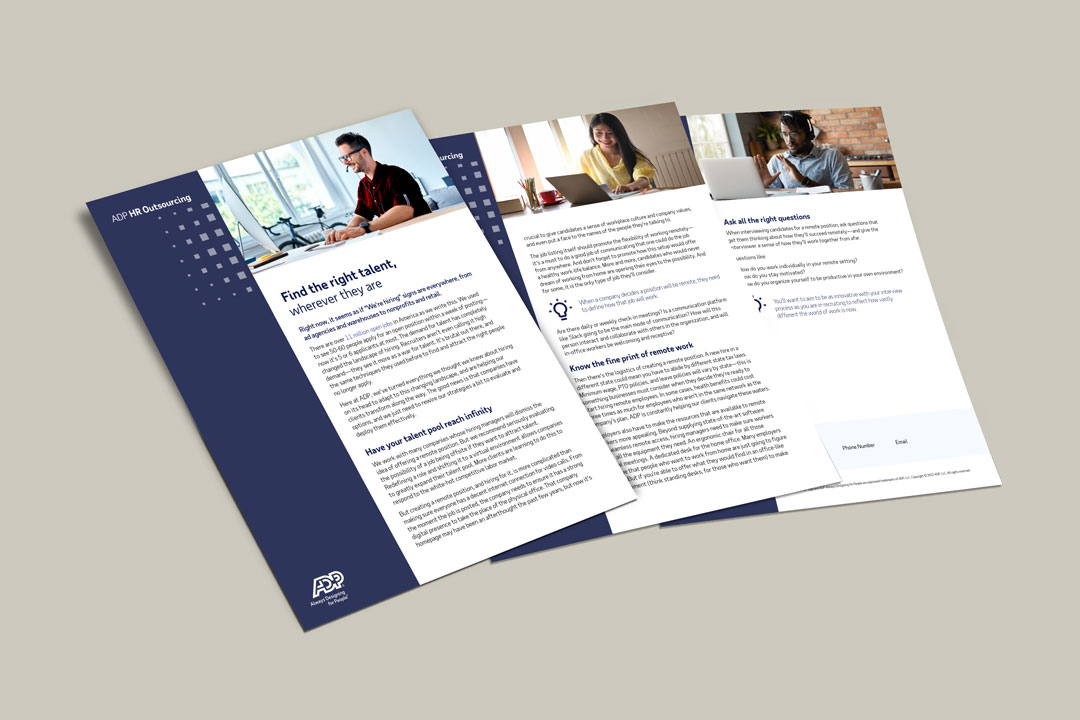 ADP HR Outsourcing
Find the right talent,
wherever they are
Right now, it seems as if "We're hiring" signs are everywhere, from
ad agencies and warehouses to nonprofits and retail.
There are over 11 million open jobs in America as we write this. We used
to see 50-60 people apply for an open position within a week of posting—
now it's 5 or 6 applicants at most. The demand for talent has completely
changed the landscape of hiring. Recruiters aren't even calling it high
demand—they see it more as a war for talent. It's brutal out there, and
the same techniques they used before to find and attract the right people
no longer apply.
Here at ADP, we've turned everything we thought we knew about hiring
on its head to adapt to this changing landscape, and are helping our
clients transform along the way. The good news is that companies have
options, and we just need to rewire our strategies a bit to evaluate and
deploy them effectively.
Have your talent pool reach infinity
We work with many companies whose hiring managers will dismiss the
idea of offering a remote position. But we recommend seriously evaluating
the possibility of a job being offsite if they want to attract talent.
Redefining a role and shifting it to a virtual environment allows companies
to greatly expand their talent pool. More clients are learning to do this to
respond to the white-hot competitive labor market.
But creating a remote position, and hiring for it, is more complicated than
making sure everyone has a decent internet connection for video calls. From
the moment the job is posted, the company needs to ensure it has a strong
digital presence to take the place of the physical office. That company
homepage may have been an afterthought the past few years, but now it's
ADP
Always Designing
for People
urcing
crucial to give candidates a sense of workplace culture and company values,
and even put a face to the names of the people they're talking to.
The job listing itself should promote the flexibility of working remotely—
it's a must to do a good job of communicating that one could do the job
from anywhere. And don't forget to promote how this setup would offer
a healthy work life balance. More and more, candidates who would never
dream of working from home are opening their eyes to the possibility. And
for some, it is the only type of job they'll consider.
When a company decides a position will be remote, they need
to define how that job will work.
Are there daily or weekly check in meetings? Is a communication platform
like Slack going to be the main mode of communication? How will this
person interact and collaborate with others in the organization, and will
in-office workers be welcoming and receptive?
Know the fine print of remote work
Then there's the logistics of creating a remote position. A new hire in a
different state could mean you have to abide by different state tax laws.
Minimum wage, PTO policies, and leave policies will vary by state—this is
something businesses must consider when they decide they're ready to
tart hiring remote employees. In some cases, health benefits could cost
ree times as much for employees who aren't in the same network as the
ompany's plan. ADP is constantly helping our clients navigate these waters.
ployers also have to make the resources that are available to remote
kers more appealing. Beyond supplying state-of-the-art software
eamless remote access, hiring managers need to make sure workers
all the equipment they need. An ergonomic chair for all those
meetings. A dedicated desk for the home office. Many employers
e that people who want to work from home are just going to figure
But if you're able to offer what they would find in an office like
ment (think standing desks, for those who want them) to make
Ask all the right questions
When interviewing candidates for a remote position, ask questions that
get them thinking about how they'll succeed remotely—and give the
nterviewer a sense of how they'll work together from afar.
uestions like:
ow do you work individually in your remote setting?
ow do you stay motivated?
ow do you organize yourself to be productive in your own environment?
You'll want to aim to be as innovative with your interview
process as you are in recruiting to reflect how vastly
different the world of work is now.
Phone Number
Email